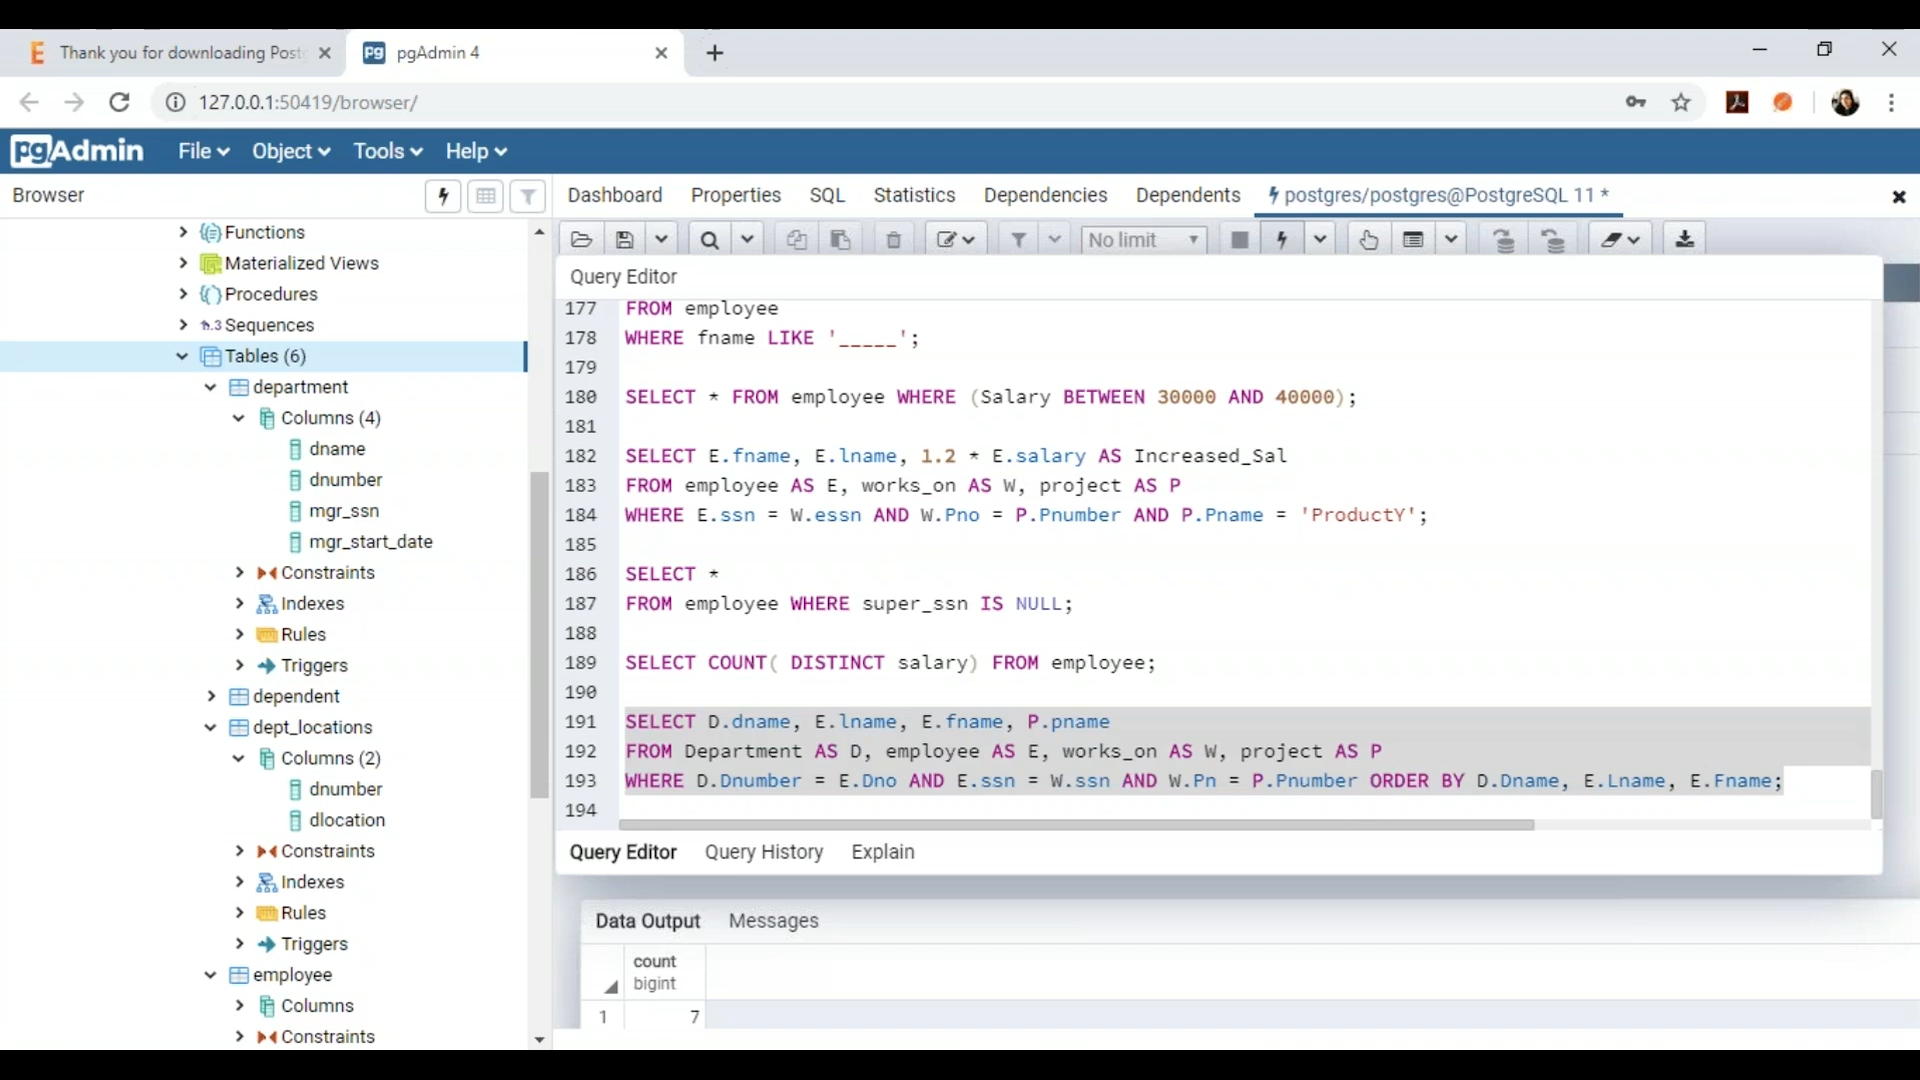 Thank you for downloading Post
pgAdmin 4
127.0.0.1:50419/browser/
pgAdmin File Object Tools Help
Browser
Dashboard Properties SQL Statistics Dependencies Dependents postgres/postgres@PostgreSQL 11 *
No limit
Functions
Materialized Views
Procedures
1..3 Sequences
Tables (6)
department
Columns (4)
dname
dnumber
mgr_ssn
mgr_start_date
Constraints
Indexes
Rules
Triggers
dependent
dept_locations
Columns (2)
dnumber
dlocation
Constraints
Indexes
Rules
Triggers
employee
Columns
Constraints
Query Editor
177 FROM employee
178 WHERE fname LIKE '_____';
179
180 SELECT * FROM employee WHERE (Salary BETWEEN 30000 AND 40000);
181
182 SELECT E.fname, E.lname, 1.2 * E.salary AS Increased_Sal
183 FROM employee AS E, works_on AS W, project AS P
184 WHERE E.ssn = W.essn AND W.Pno = P.Pnumber AND P.Pname = 'ProductY';
185
186 SELECT *
187 FROM employee WHERE super_ssn IS NULL;
188
189 SELECT COUNT( DISTINCT salary) FROM employee;
190
191 SELECT D.dname, E.lname, E.fname, P.pname
192 FROM Department AS D, employee AS E, works_on AS W, project AS P
193 WHERE D.Dnumber = E.Dno AND E.ssn = W.ssn AND W.Pn = P.Pnumber ORDER BY D.Dname, E.Lname, E.Fname;
194
Query Editor Query History Explain
Data Output Messages
count
bigint
1 7